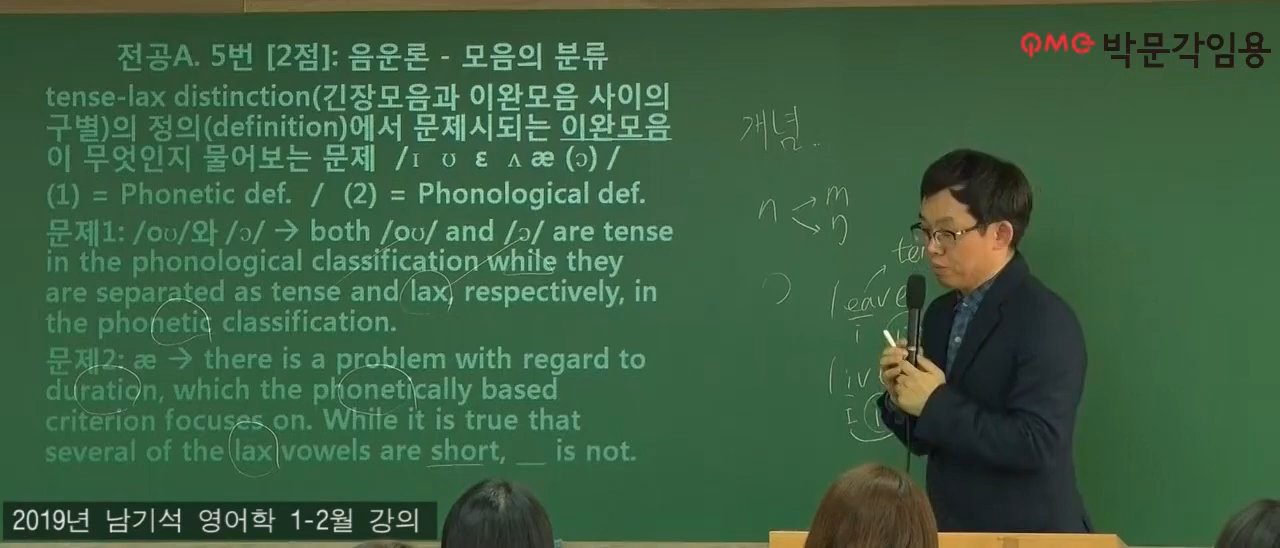 전공A. 5번 [2점]: 음운론 - 모음의 분류
tense-lax distinction(긴장모음과 이완모음 사이의
구별)의 정의(definition)에서 문제시되는 이완모음
이 무엇인지 물어보는 문제 /ɪ ʊ ɛ ʌ æ (ɔ) /
(1) = Phonetic def. / (2) = Phonological def.
문제1: /oʊ/와 /ɔ/ → both /oʊ/ and /ɔ/ are tense
in the phonological classification while they
are separated as tense and lax, respectively, in
the phonetic classification.
문제2: æ → there is a problem with regard to
duration, which the phonetically based
criterion focuses on. While it is true that
several of the lax vowels are short, __ is not.
개념.
n m
ŋ
leave
i
liv
I
PMG 박문각임용
2019년 남기석 영어학 1-2월 강의